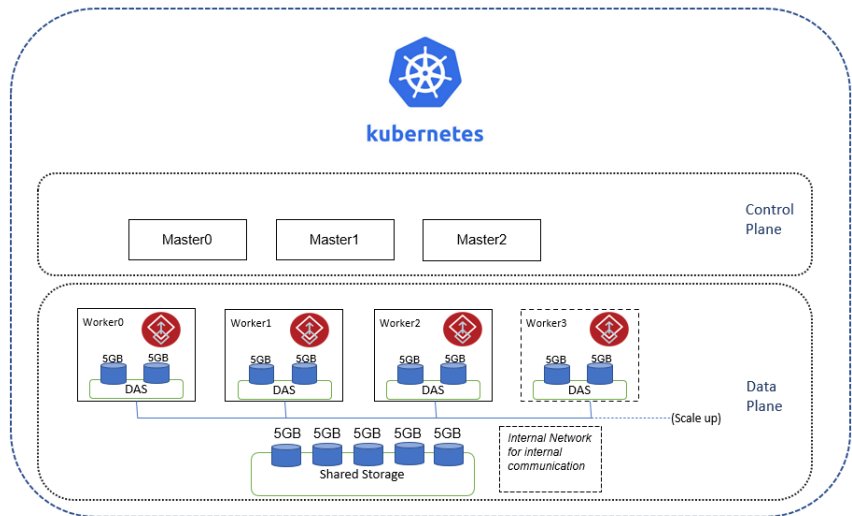 kubernetes
Control
Plane
Master0
Master1
Master2
Worker0
5GB
5GB
DAS
Worker1
5GB
5GB
DAS
Worker2
5GB
5GB
DAS
Worker3
5GB
5GB
DAS
Data
Plane
(Scale up)
5GB
5GB
5GB
5GB
5GB
Shared Storage
Internal Network
for internal
communication